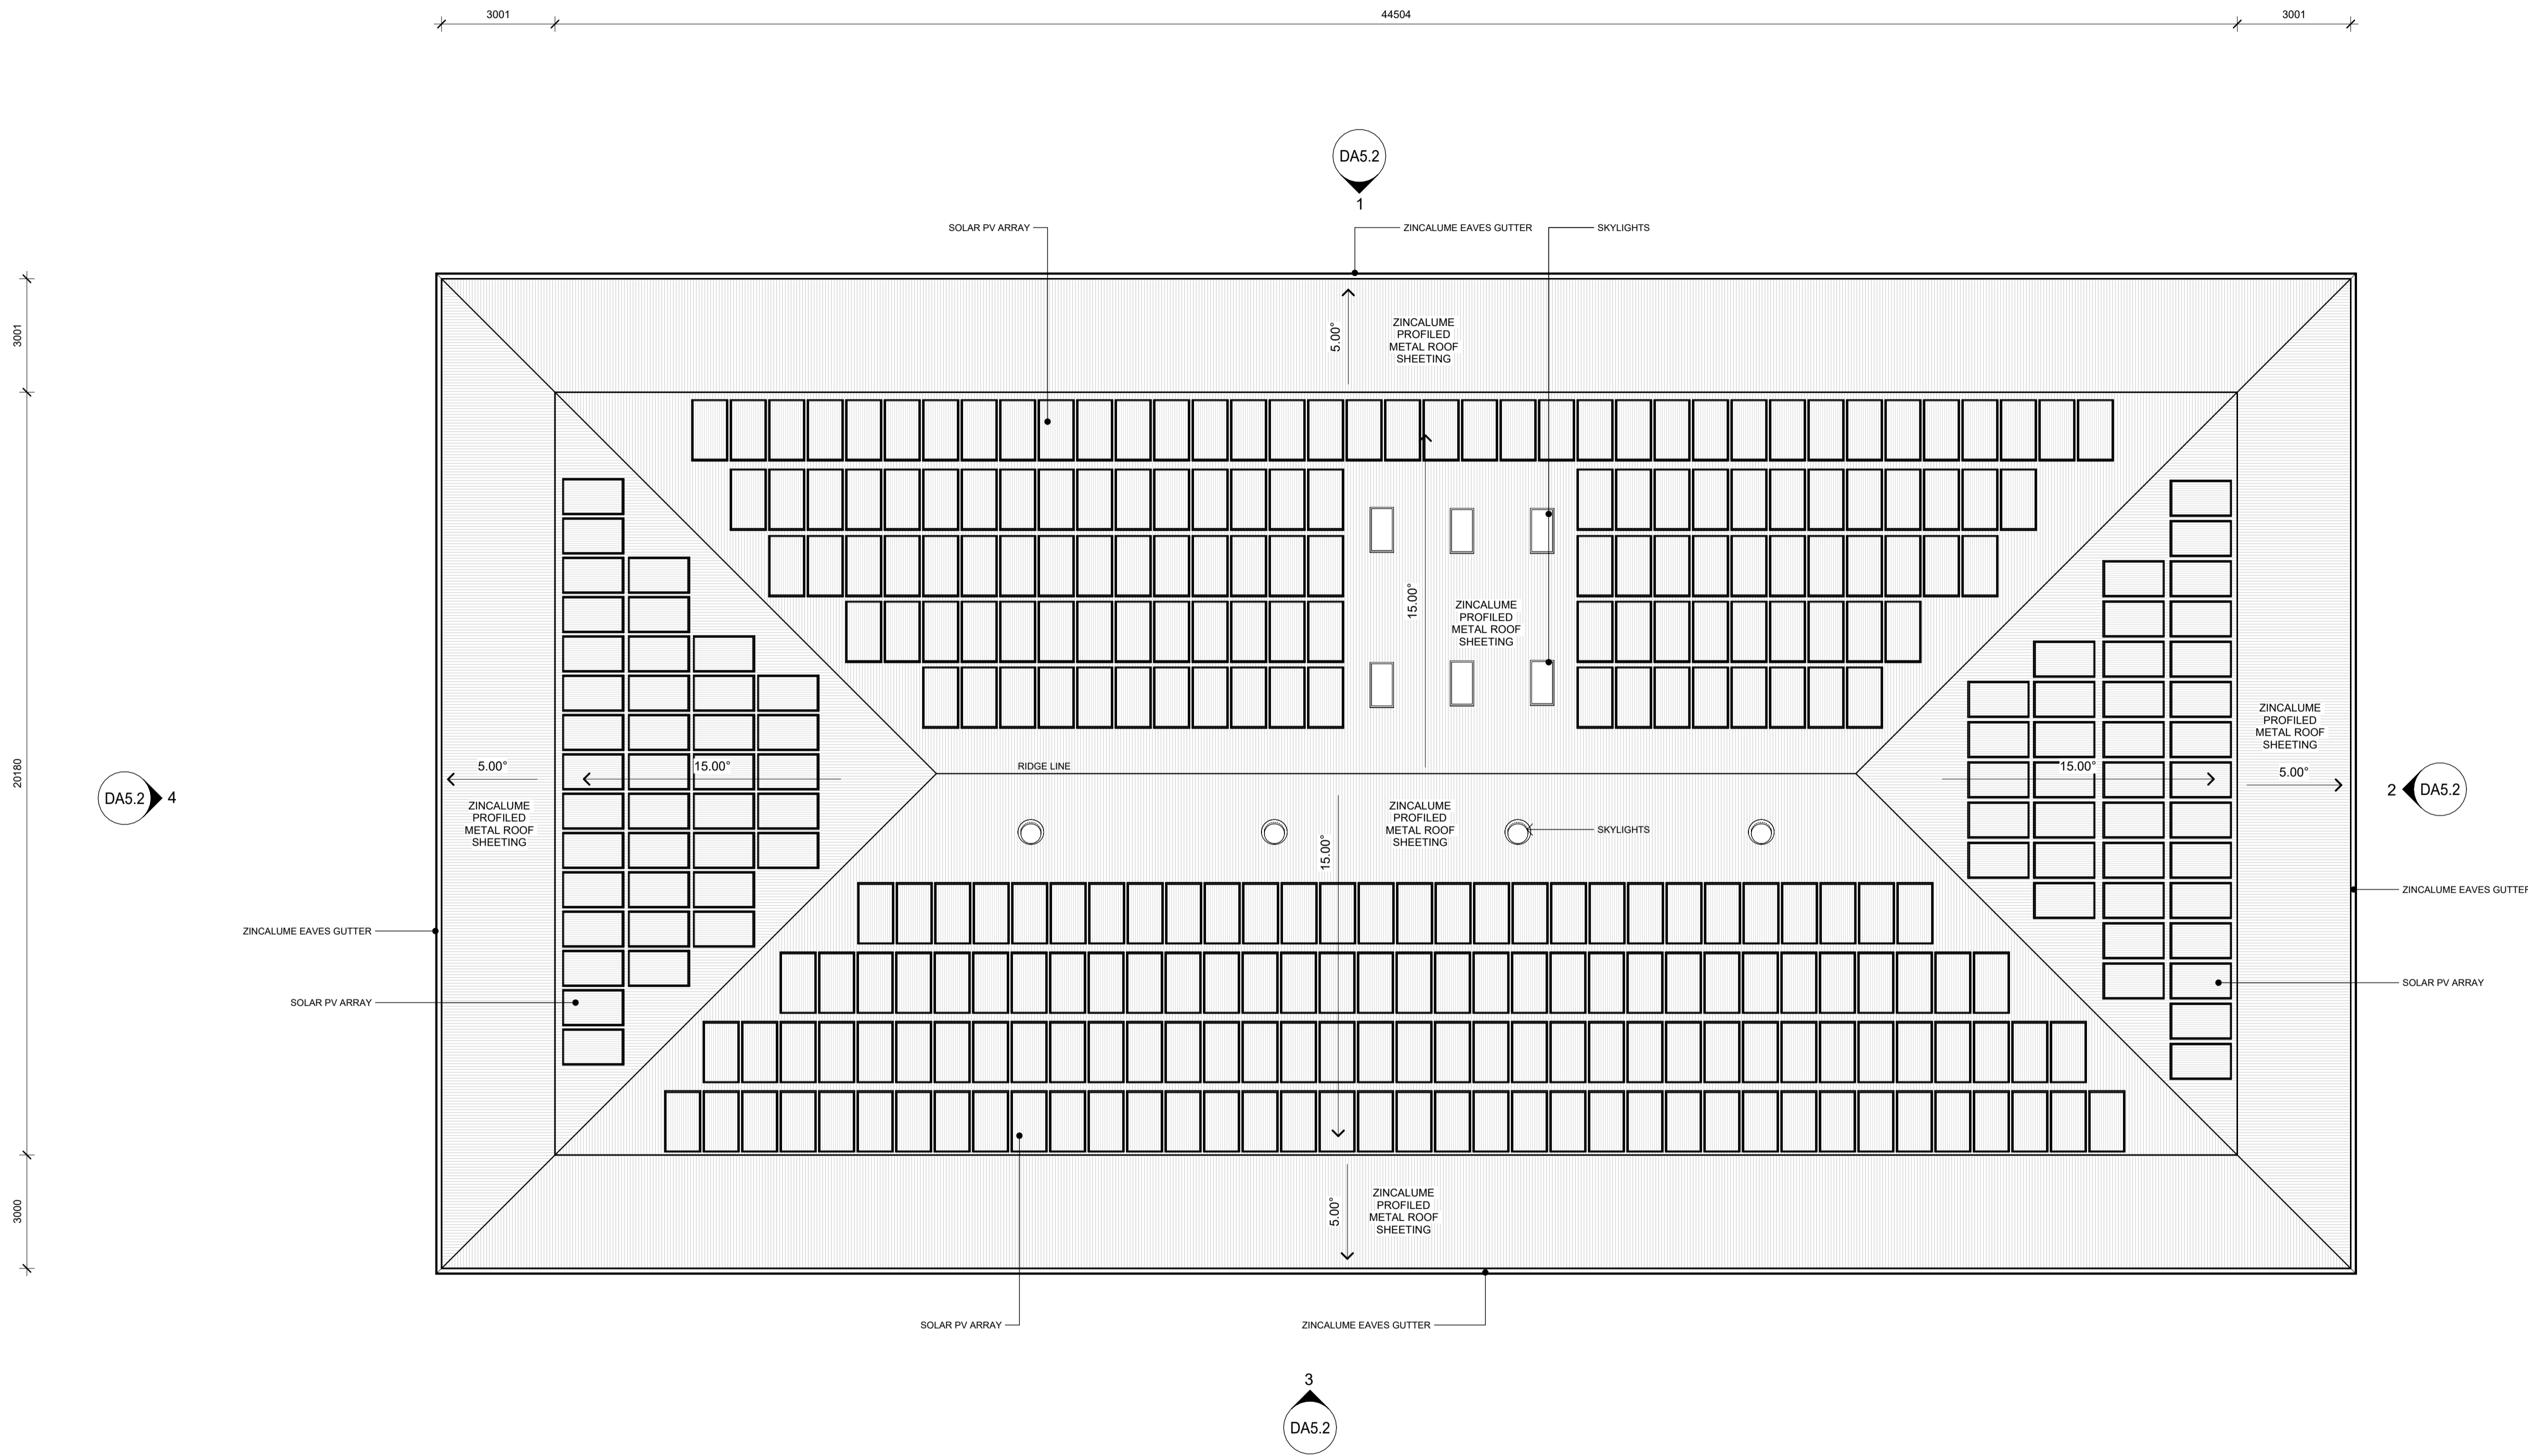 3001
44504
3001
DA5.2
1
SOLAR PV ARRAY
ZINCALUME EAVES GUTTER
SKYLIGHTS
3001
5.00°
ZINCALUME
PROFILED
METAL ROOF
SHEETING
15.00°
ZINCALUME
PROFILED
METAL ROOF
SHEETING
ZINCALUME
PROFILED
METAL ROOF
SHEETING
20180
5.00°
15.00°
RIDGE LINE
15.00°
5.00°
DA5.2
4
2
DA5.2
ZINCALUME
PROFILED
METAL ROOF
SHEETING
15.00°
ZINCALUME
PROFILED
METAL ROOF
SHEETING
SKYLIGHTS
ZINCALUME EAVES GUTTER
ZINCALUME EAVES GUTTER
SOLAR PV ARRAY
SOLAR PV ARRAY
3000
5.00°
ZINCALUME
PROFILED
METAL ROOF
SHEETING
SOLAR PV ARRAY
ZINCALUME EAVES GUTTER
3
DA5.2